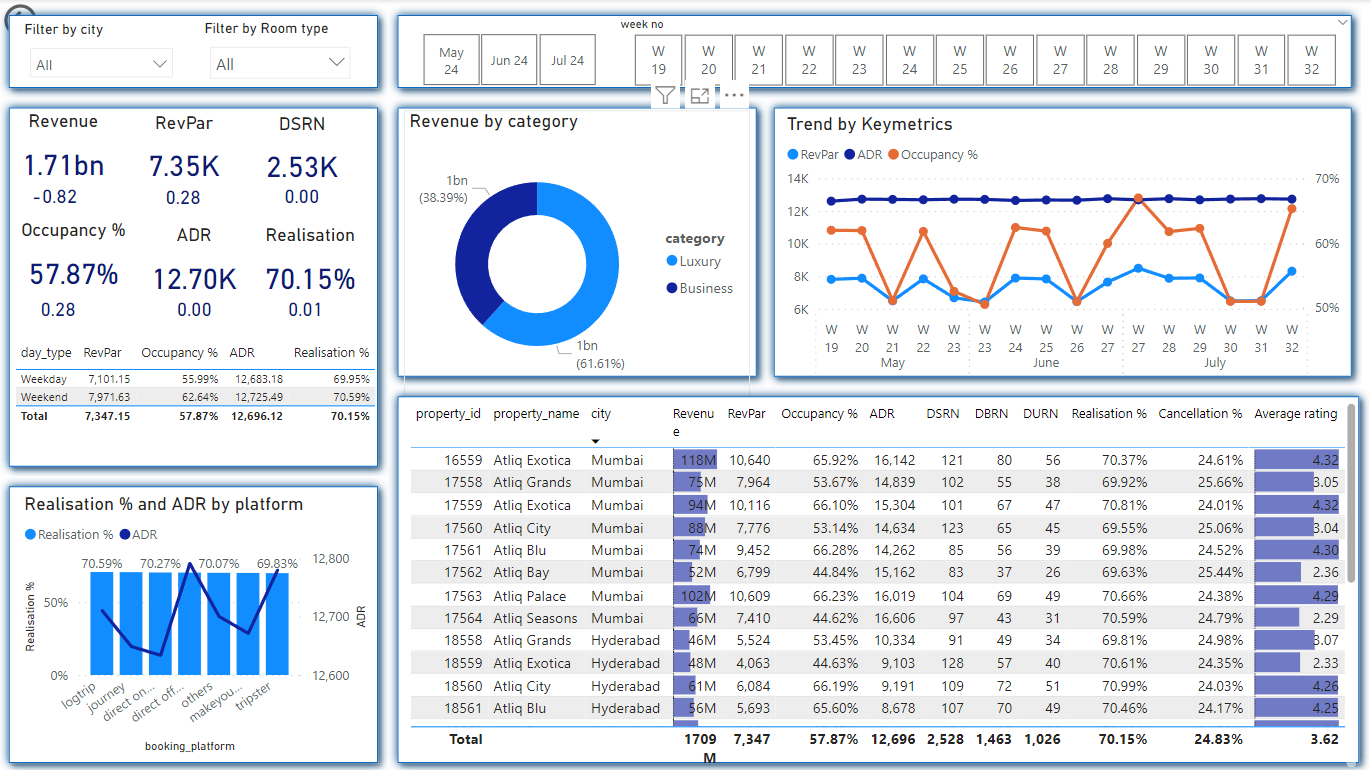 Filter by city
Filter by Room type
All
All
week no
May 24
Jun 24
Jul 24
W 19
W 20
W 21
W 22
W 23
W 24
W 25
W 26
W 27
W 28
W 29
W 30
W 31
W 32
Revenue
RevPar
DSRN
1.71bn
7.35K
2.53K
-0.82
0.28
0.00
Occupancy %
ADR
Realisation
57.87%
12.70K
70.15%
0.28
0.00
0.01
day_type RevPar Occupancy % ADR Realisation %
Weekday 7,101.15 55.99% 12,683.18 69.95%
Weekend 7,971.63 62.64% 12,725.49 70.59%
Total 7,347.15 57.87% 12,696.12 70.15%
Revenue by category
1bn
(38.39%)
1bn
(61.61%)
category
Luxury
Business
Trend by Keymetrics
RevPar ADR Occupancy %
14K
12K
10K
8K
6K
70%
60%
50%
W W W W W W W W W W W W W W W W
19 20 21 22 23 23 24 25 26 27 27 28 29 30 31 32
May June July
Realisation % and ADR by platform
Realisation % ADR
70.59% 70.27% 70.07% 69.83%
Realisation %
50%
0%
12,800
12,700
12,600
ADR
logtrip
journey
direct on...
direct off...
others
makeyou...
tripster
booking_platform
property_id property_name city Revenu RevPar Occupancy % ADR DSRN DBRN DURN Realisation % Cancellation % Average rating
e
16559 Atliq Exotica Mumbai 118M 10,640 65.92% 16,142 121 80 56 70.37% 24.61% 4.32
17558 Atliq Grands Mumbai 75M 7,964 53.67% 14,839 102 55 38 69.92% 25.66% 3.05
17559 Atliq Exotica Mumbai 94M 10,116 66.10% 15,304 101 67 47 70.81% 24.01% 4.32
17560 Atliq City Mumbai 88M 7,776 53.14% 14,634 123 65 45 69.55% 25.06% 3.04
17561 Atliq Blu Mumbai 74M 9,452 66.28% 14,262 85 56 39 69.98% 24.52% 4.30
17562 Atliq Bay Mumbai 52M 6,799 44.84% 15,162 83 37 26 69.63% 25.44% 2.36
17563 Atliq Palace Mumbai 102M 10,609 66.23% 16,019 104 69 49 70.66% 24.38% 4.29
17564 Atliq Seasons Mumbai 66M 7,410 44.62% 16,606 97 43 31 70.59% 24.79% 2.29
18558 Atliq Grands Hyderabad 46M 5,524 53.45% 10,334 91 49 34 69.81% 24.98% 3.07
18559 Atliq Exotica Hyderabad 48M 4,063 44.63% 9,103 128 57 40 70.61% 24.35% 2.33
18560 Atliq City Hyderabad 61M 6,084 66.19% 9,191 109 72 51 70.99% 24.03% 4.26
18561 Atliq Blu Hyderabad 56M 5,693 65.60% 8,678 107 70 49 70.46% 24.17% 4.25
Total 1709 7,347 57.87% 12,696 2,528 1,463 1,026 70.15% 24.83% 3.62
M